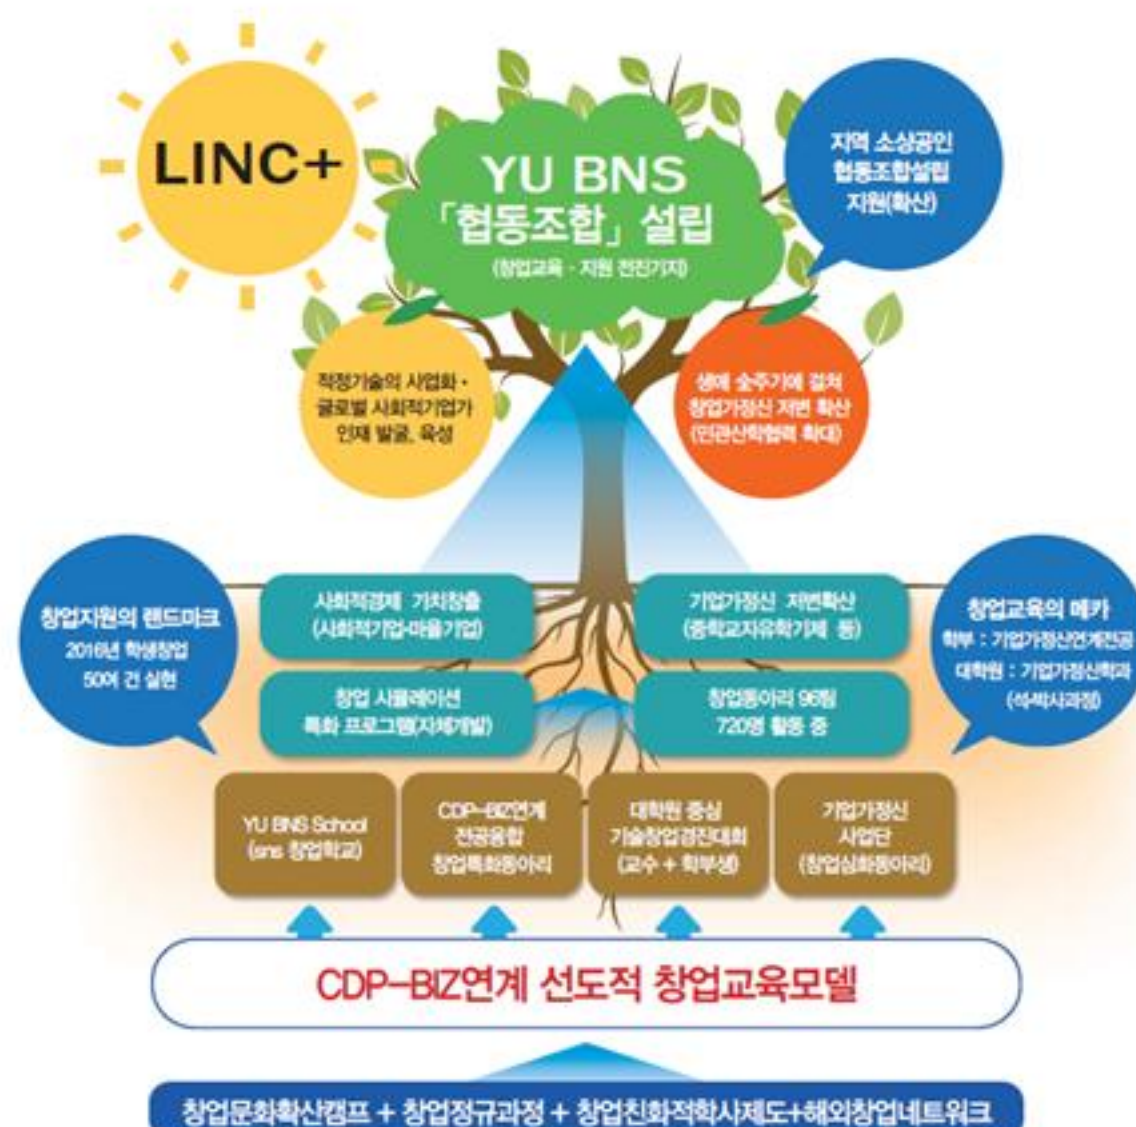 LINC+
YU BNS
「협동조합」 설립
(창업교육 · 지원 전진기지)
지역 소상공인
협동조합설립
지원(확산)
적정기술의 사업화 ·
글로벌 사회적기업가
인재 발굴, 육성
생애 全주기에 걸쳐
창업가정신 저변 확산
(민관산학협력 확대)
창업지원의 랜드마크
2016년 학생창업
50여 건 실현
사회적경제 가치창출
(사회적기업·마을기업)
기업가정신 저변확산
(중학교자유학기제 등)
창업교육의 메카
학부 : 기업가정신연계전공
대학원 : 기업가정신학과
(석·박사과정)
창업 시뮬레이션
특화 프로그램(자체개발)
창업동아리 96팀
720명 활동 중
YU BNS School
(sns 창업학교)
CDP-BIZ연계
전공융합
창업특화동아리
대학원 중심
기술창업경진대회
(교수 + 학부생)
기업가정신
사업단
(창업심화동아리)
CDP-BIZ연계 선도적 창업교육모델
창업문화확산캠프 + 창업정규과정 + 창업친화적학사제도+해외창업네트워크